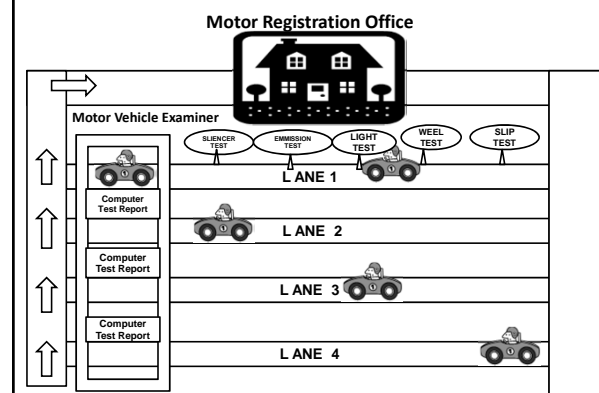 Motor Registration Office
Motor Vehicle Examiner
SLIENCER
TEST
EMMISSION
TEST
LIGHT
TEST
WEEL
TEST
SLIP
TEST
L ANE 1
Computer
Test Report
L ANE 2
Computer
Test Report
L ANE 3
Computer
Test Report
L ANE 4